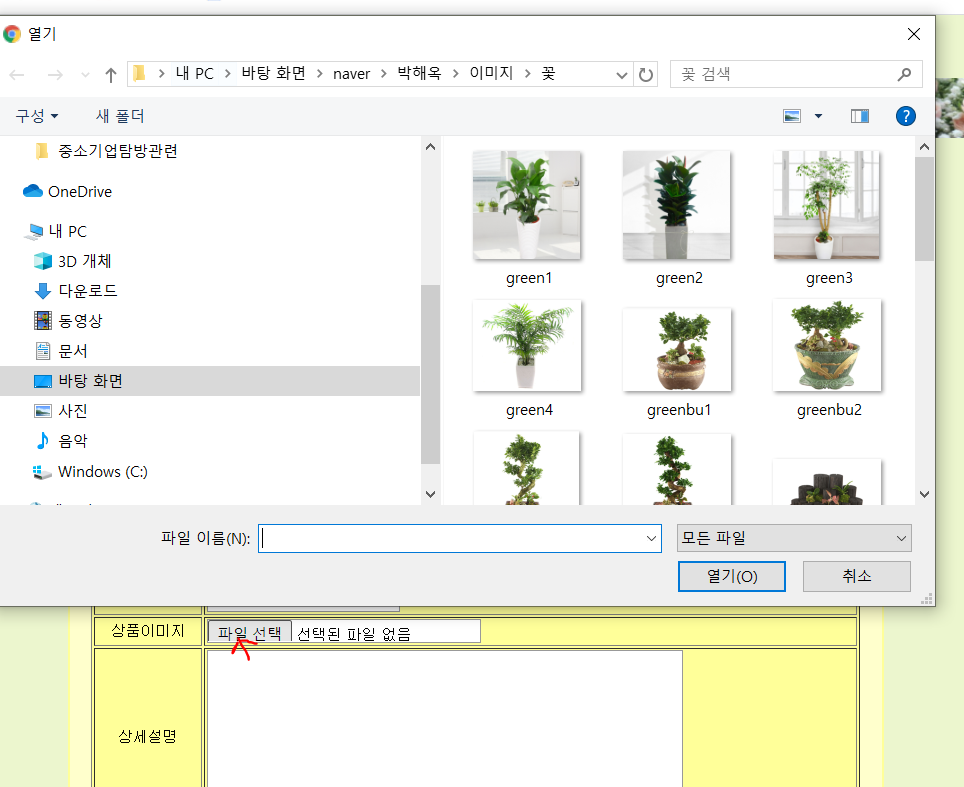 열기
내 PC > 바탕 화면 > naver > 박해옥 > 이미지 > 꽃
꽃 검색
구성
새 폴더
?
중소기업탐방관련
OneDrive
내 PC
3D 개체
다운로드
동영상
문서
바탕 화면
사진
음악
Windows (C:)
green1
green2
green3
green4
greenbu1
greenbu2
파일 이름(N):
모든 파일
열기(O)
취소
상품이미지
파일 선택
선택된 파일 없음
상세설명